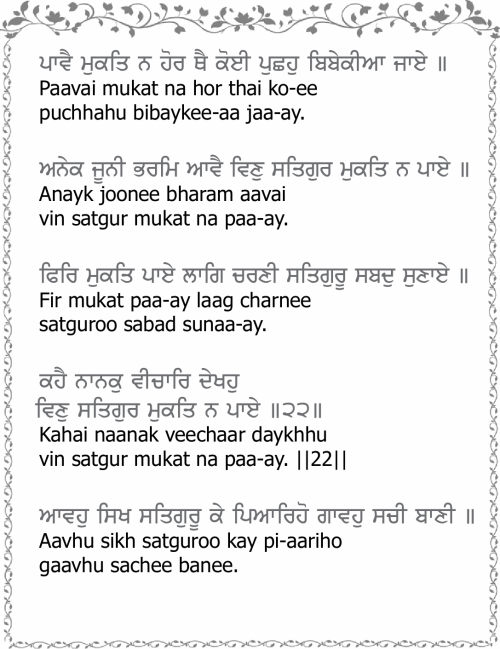 ਪਾਵੈ ਮੁਕਤਿ ਨ ਹੋਰ ਥੈ ਕੋਈ ਪੁਛਹੁ ਬਿਬੇਕੀਆ ਜਾਏ ॥
Paavai mukat na hor thai ko-ee
puchhahu bibaykee-aa jaa-ay.
ਅਨੇਕ ਜੂਨੀ ਭਰਮਿ ਆਵੈ ਵਿਣੁ ਸਤਿਗੁਰ ਮੁਕਤਿ ਨ ਪਾਏ ॥
Anayk joonee bharam aavai
vin satgur mukat na paa-ay.
ਫਿਰਿ ਮੁਕਤਿ ਪਾਏ ਲਾਗਿ ਚਰਣੀ ਸਤਿਗੁਰੂ ਸਬਦੁ ਸੁਣਾਏ ॥
Fir mukat paa-ay laag charnee
satguroo sabad sunaa-ay.
ਕਹੈ ਨਾਨਕੁ ਵੀਚਾਰਿ ਦੇਖਹੁ
ਵਿਣੁ ਸਤਿਗੁਰ ਮੁਕਤਿ ਨ ਪਾਏ ॥੨੨॥
Kahai naanak veechaar daykhhu
vin satgur mukat na paa-ay. ||22||
ਆਵਹੁ ਸਿਖ ਸਤਿਗੁਰੂ ਕੇ ਪਿਆਰਿਹੋ ਗਾਵਹੁ ਸਚੀ ਬਾਣੀ ॥
Aavhu sikh satguroo kay pi-aariho
gaavhu sachee banee.